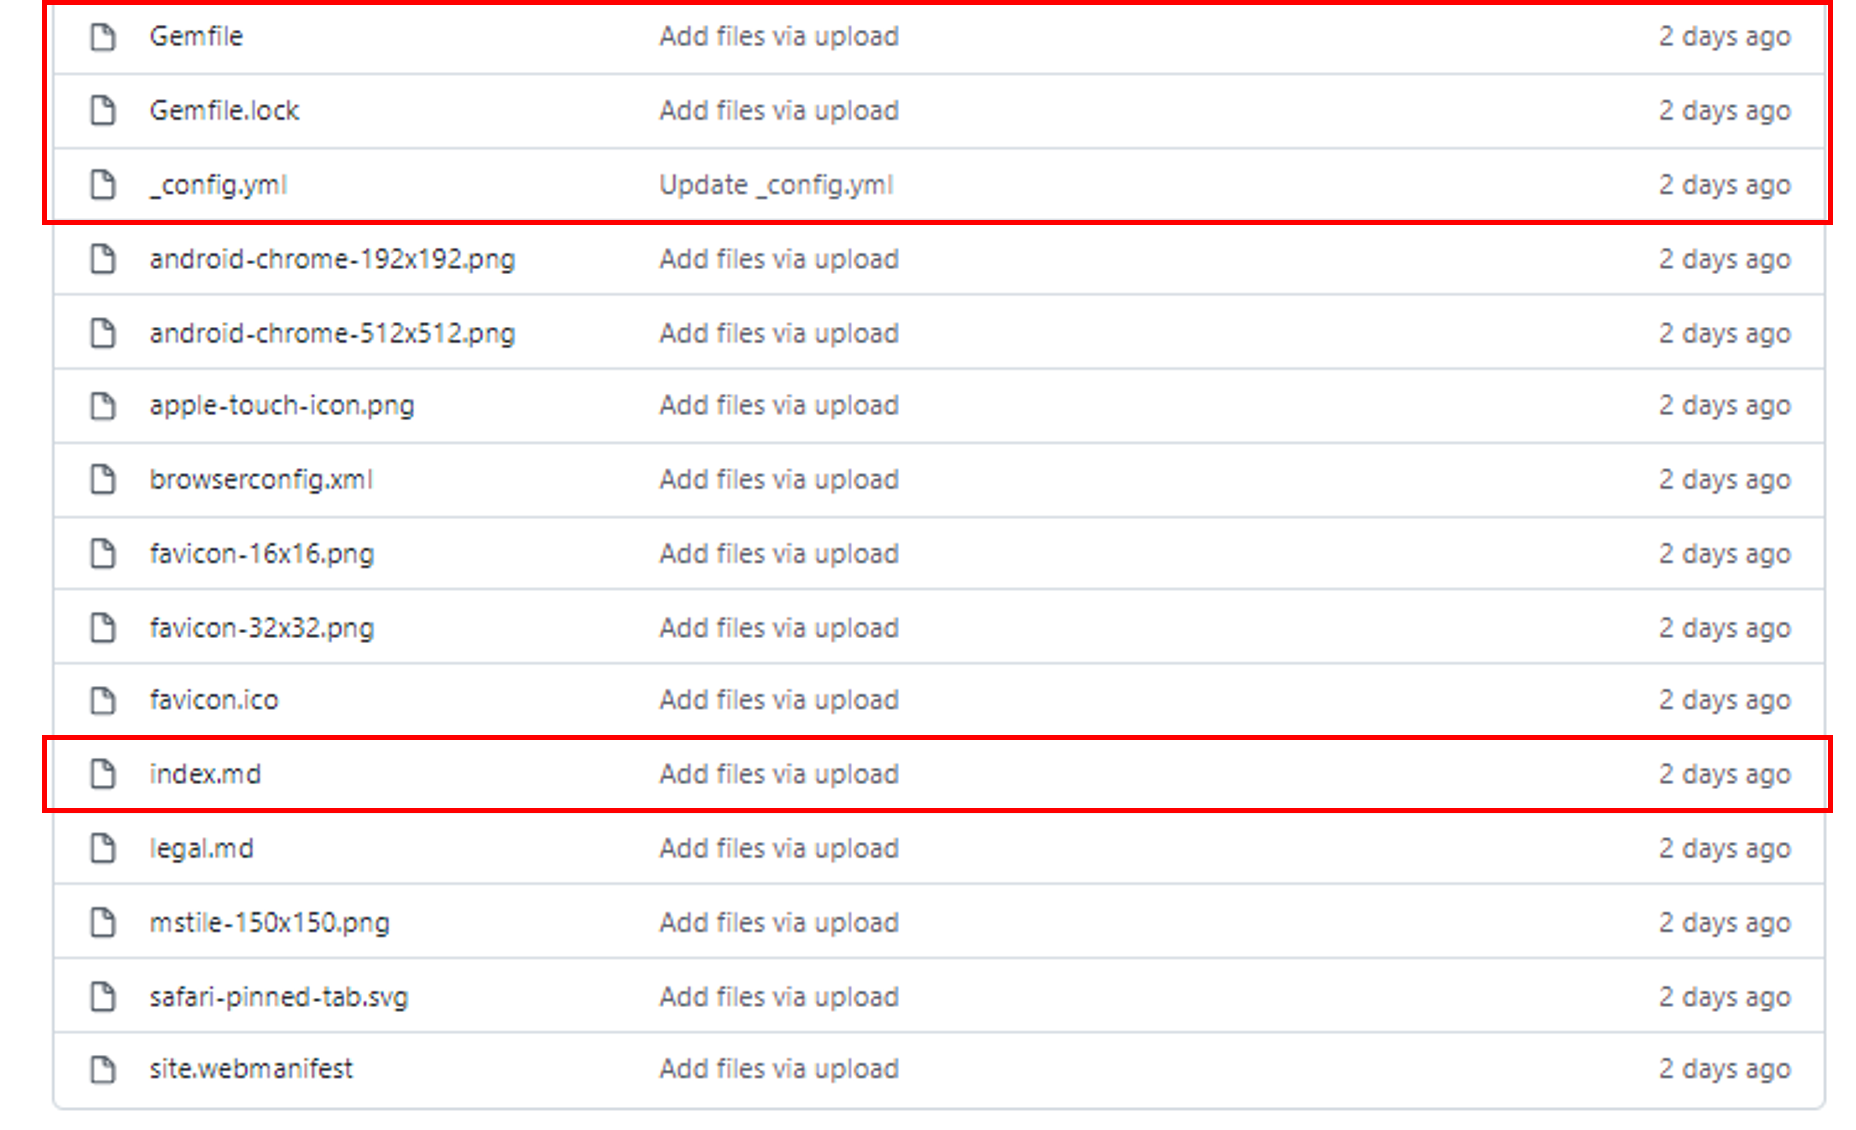 Gemfile Add files via upload 2 days ago
Gemfile.lock Add files via upload 2 days ago
_config.yml Update _config.yml 2 days ago
android-chrome-192x192.png Add files via upload 2 days ago
android-chrome-512x512.png Add files via upload 2 days ago
apple-touch-icon.png Add files via upload 2 days ago
browserconfig.xml Add files via upload 2 days ago
favicon-16x16.png Add files via upload 2 days ago
favicon-32x32.png Add files via upload 2 days ago
favicon.ico Add files via upload 2 days ago
index.md Add files via upload 2 days ago
legal.md Add files via upload 2 days ago
mstile-150x150.png Add files via upload 2 days ago
safari-pinned-tab.svg Add files via upload 2 days ago
site.webmanifest Add files via upload 2 days ago